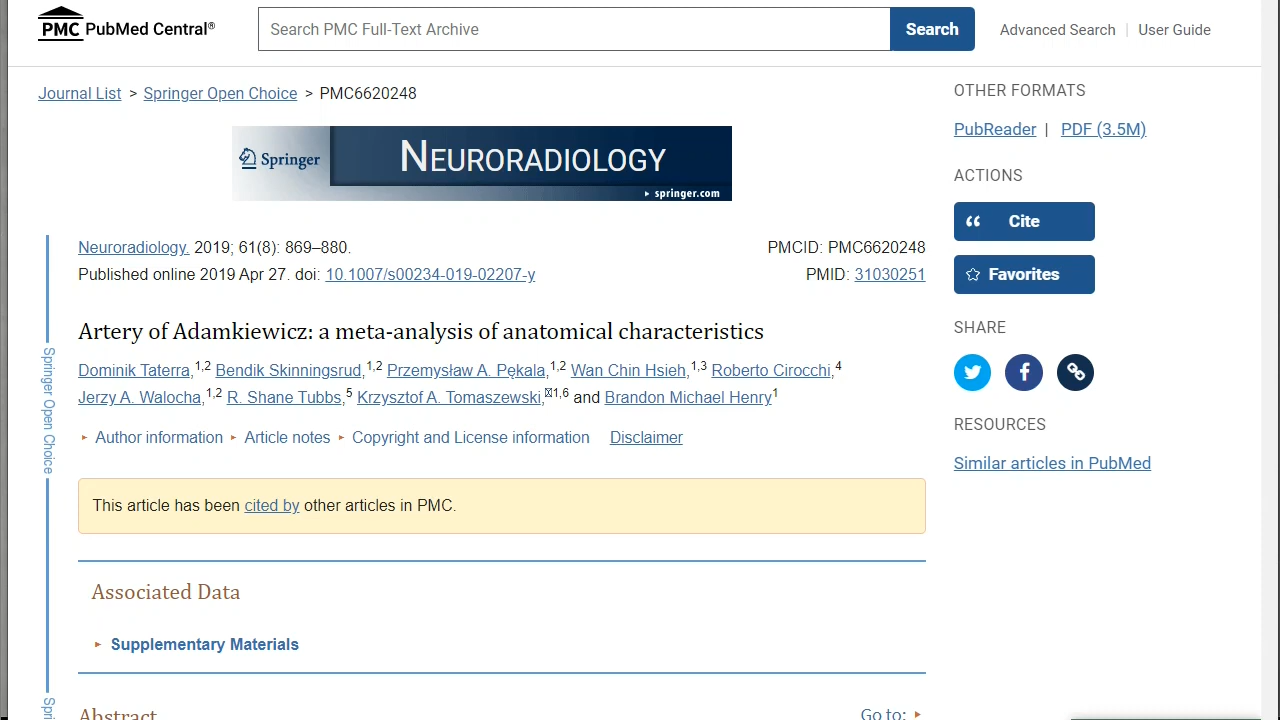 PMC PubMed Central®
Search PMC Full-Text Archive
Search
Advanced Search | User Guide
Journal List > Springer Open Choice > PMC6620248
Springer
NEURORADIOLOGY
springer.com
Neuroradiology. 2019; 61(8): 869–880.
PMCID: PMC6620248
Published online 2019 Apr 27. doi: 10.1007/s00234-019-02207-y
PMID: 31030251
Artery of Adamkiewicz: a meta-analysis of anatomical characteristics
Dominik Taterra,1,2 Bendik Skinningsrud,1,2 Przemysław A. Pękala,1,2 Wan Chin Hsieh,1,3 Roberto Cirocchi,4
Jerzy A. Walocha,1,2 R. Shane Tubbs,5 Krzysztof A. Tomaszewski,1,6 and Brandon Michael Henry1
Author information Article notes Copyright and License information Disclaimer
This article has been cited by other articles in PMC.
Associated Data
Supplementary Materials
Abstract
Go to:
Springer Open Choice
Spri
OTHER FORMATS
PubReader | PDF (3.5M)
ACTIONS
Cite
Favorites
SHARE
RESOURCES
Similar articles in PubMed